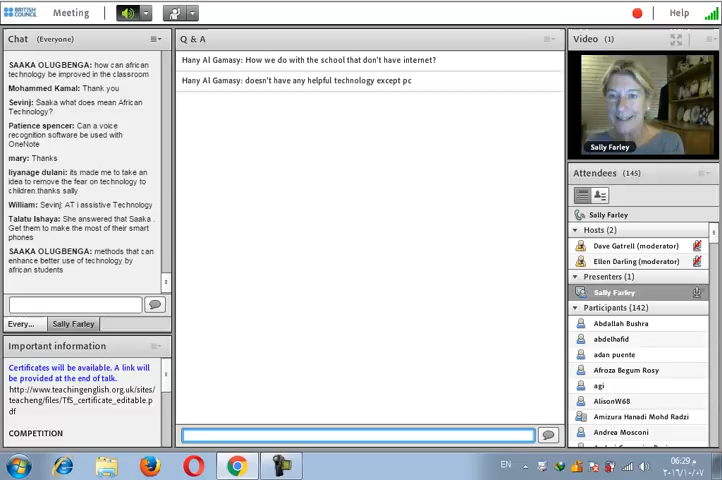 BRITISH
COUNCIL
Meeting
Help
Chat (Everyone)
SAAKA OLUGBENGA: how can african
technology be improved in the classroom
Mohammed Kamal: Thank you
Sevinj: Saaka what does mean African
Technology?
Patience spencer: Can a voice
recognition software be used with
OneNote
mary: Thanks
liyanage dulani: its made me to take an
idea to remove the fear on technology to
children.thanks sally
William: Sevinj: AT i assistive Technology
Talatu Ishaya: She answered that Saaka .
Get them to make the most of their smart
phones
SAAKA OLUGBENGA: methods that can
enhance better use of technology by
african students
Every...
Sally Farley
Important information
Certificates will be available. A link will
be provided at the end of talk.
http://www.teachingenglish.org.uk/sites/
teacheng/files/TfS_certificate_editable.p
df
COMPETITION
Q & A
Hany Al Gamasy: How we do with the school that don't have internet?
Hany Al Gamasy: doesn't have any helpful technology except pc
Video (1)
Sally Farley
Attendees (145)
Sally Farley
Hosts (2)
Dave Gatrell (moderator)
Ellen Darling (moderator)
Presenters (1)
Sally Farley
Participants (142)
Abdallah Bushra
abdelhafid
adan puente
Afroza Begum Rosy
agi
AlisonW68
Amizura Hanadi Mohd Radzi
Andrea Mosconi
EN
06:29 م
٢٠١٦/١٠/٠٧